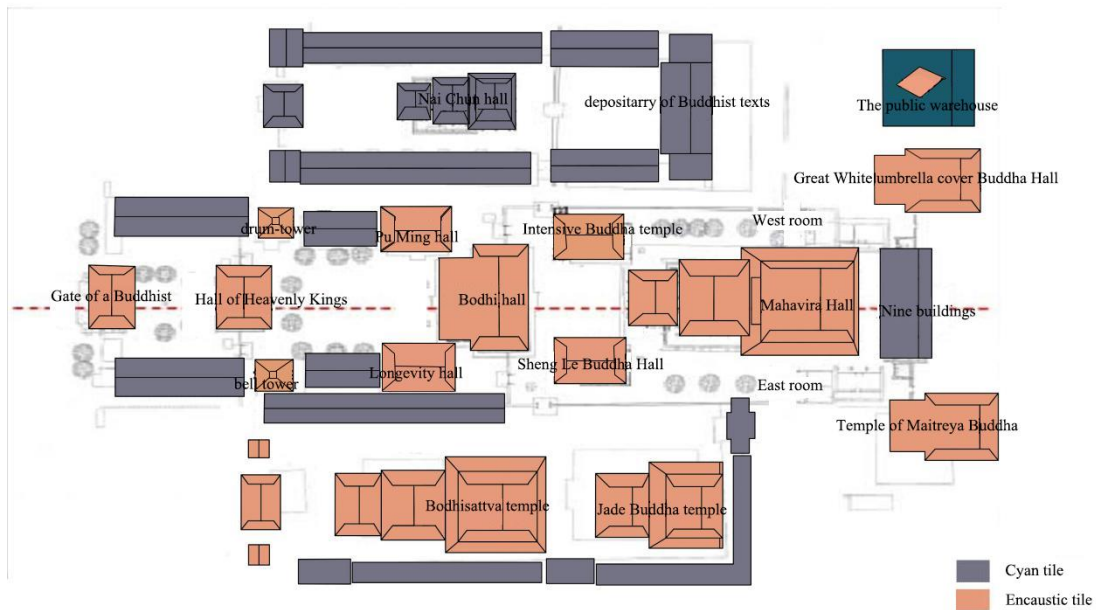 Nai Chun hall
depositarry of Buddhist texts
The public warehouse
Great Whitelumbrella cover Buddha Hall
drum-tower
Pu Ming hall
Intensive Buddha temple
West room
Gate of a Buddhist
Hall of Heavenly Kings
Bodhi hall
Mahavira Hall
Nine buildings
bell tower
Longevity hall
Sheng Le Buddha Hall
East room
Temple of Maitreya Buddha
Bodhisattva temple
Jade Buddha temple
Cyan tile
Encaustic tile